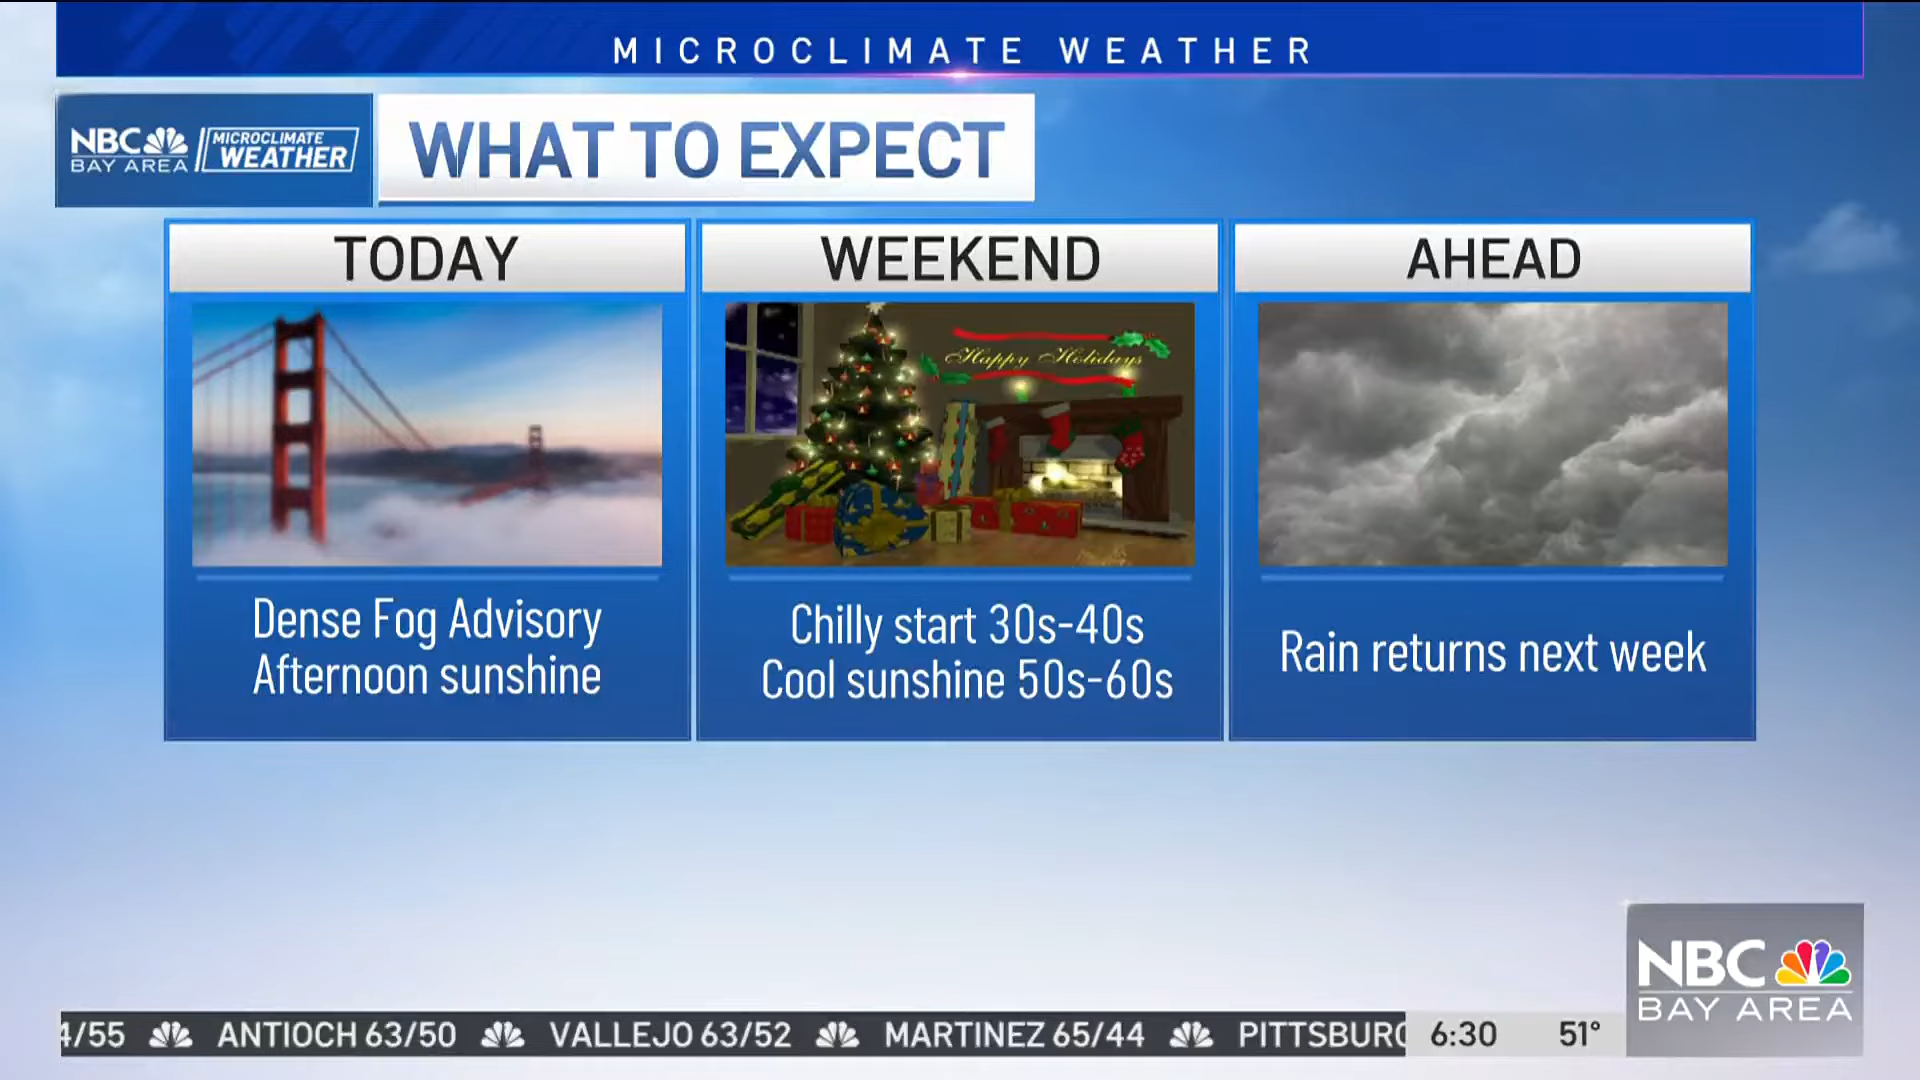 MICROCLIMATE WEATHER
NBC
BAY AREA
MICROCLIMATE
WEATHER
WHAT TO EXPECT
TODAY
WEEKEND
AHEAD
Happy Holidays
Dense Fog Advisory
Afternoon sunshine
Chilly start 30s-40s
Cool sunshine 50s-60s
Rain returns next week
NBC
BAY AREA
4/55 ANTIOCH 63/50 VALLEJO 63/52 MARTINEZ 65/44 PITTSBURG 6:30 51°